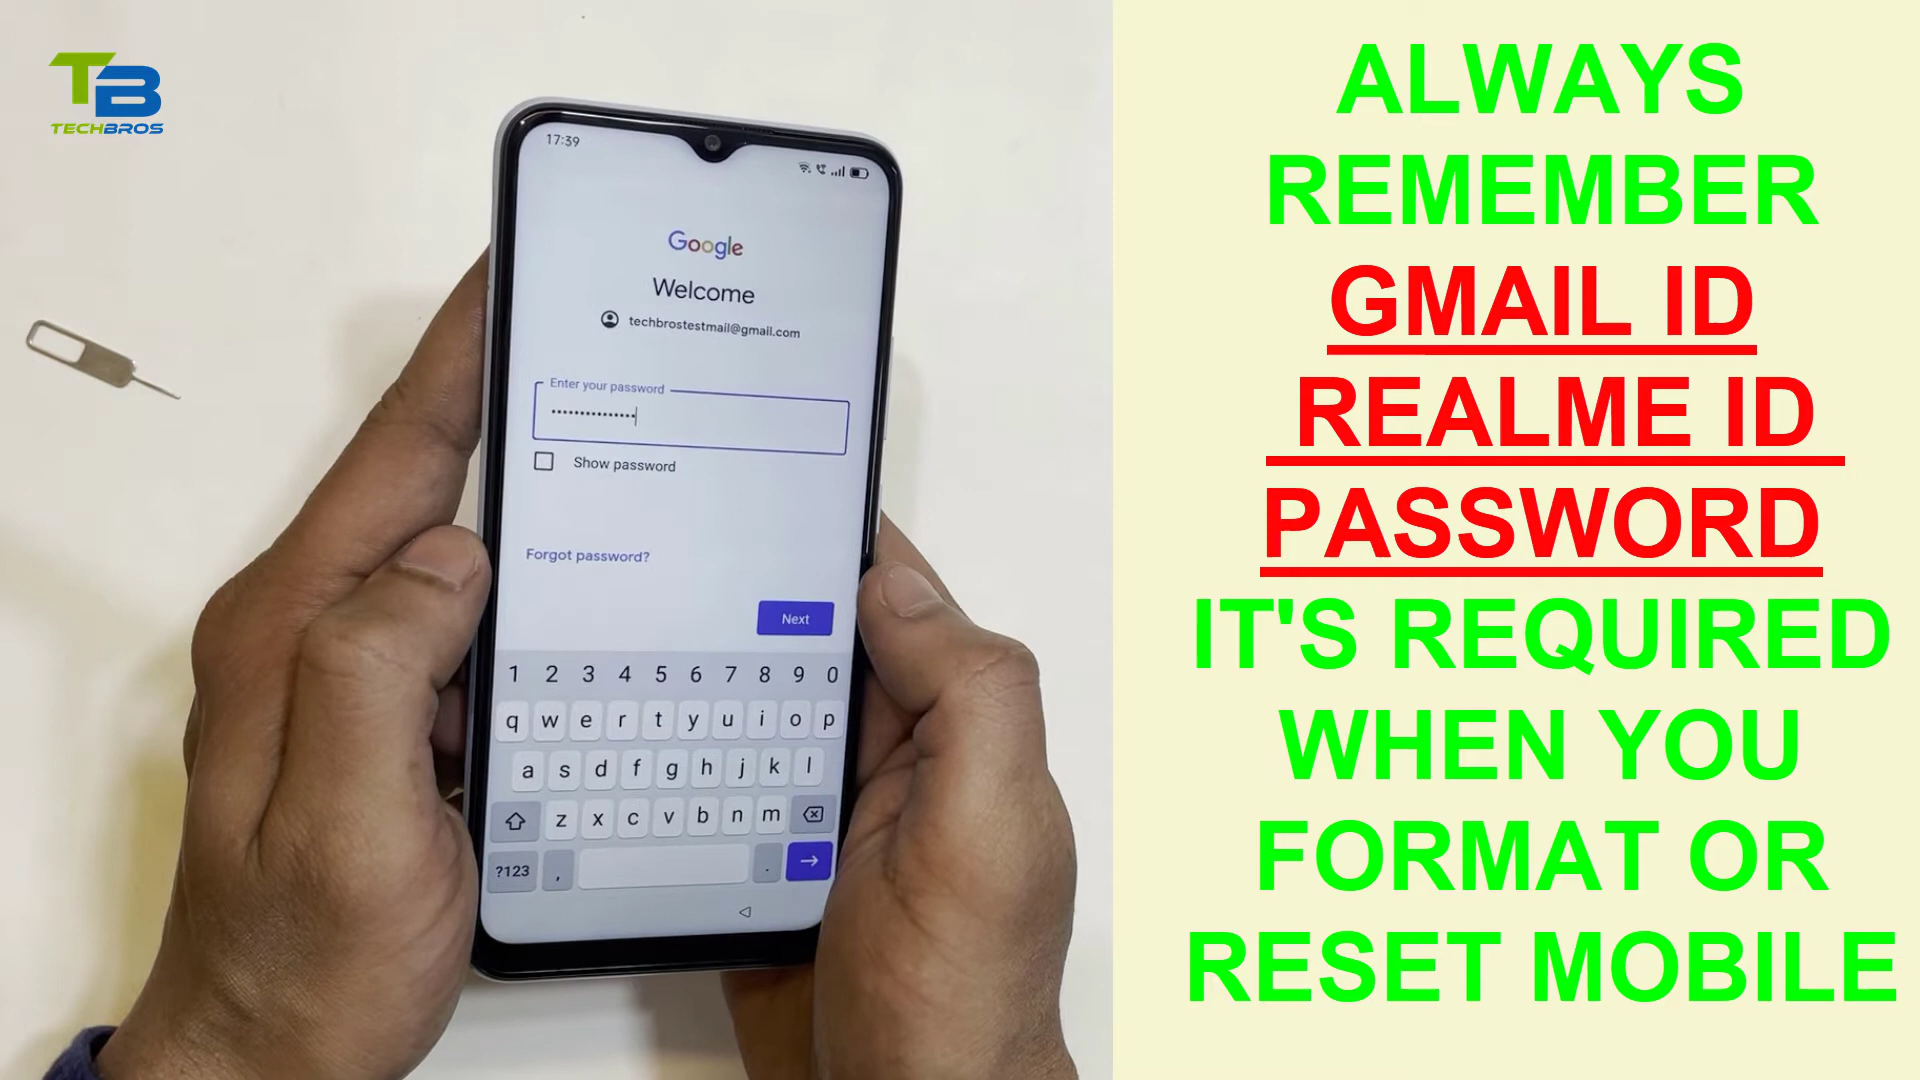 TB
TECHBROS
17:39
Google
Welcome
techbrostestmail@gmail.com
Enter your password
•••••••••••••••
Show password
Forgot password?
Next
1 2 3 4 5 6 7 8 9 0
q w e r t y u i o p
a s d f g h j k l
z x c v b n m
?123 , .
ALWAYS
REMEMBER
GMAIL ID
REALME ID
PASSWORD
IT'S REQUIRED
WHEN YOU
FORMAT OR
RESET MOBILE